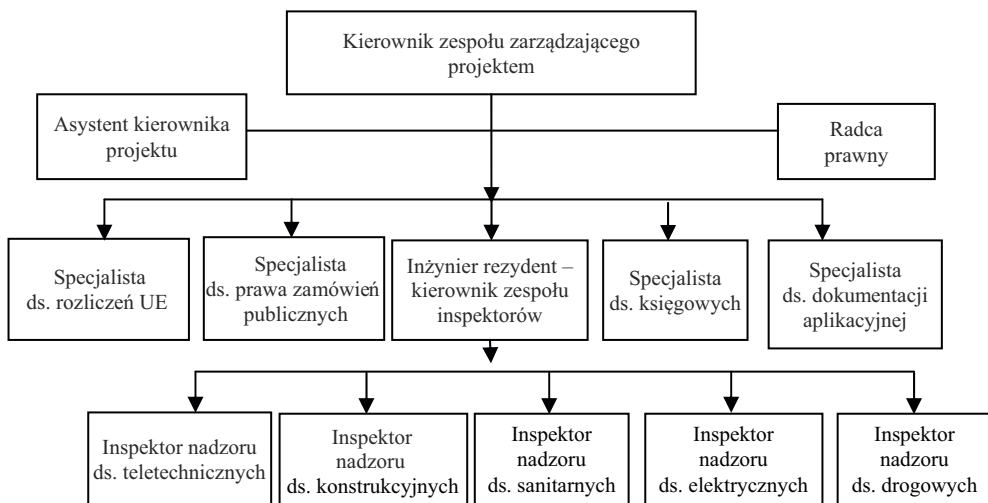 Kierownik zespołu zarządzającego
projektem
Asystent kierownika
projektu
Radca
prawny
Specjalista
ds. rozliczeń UE
Specjalista
ds. prawa zamówień
publicznych
Inżynier rezydent –
kierownik zespołu
inspektorów
Specjalista
ds. księgowych
Specjalista
ds. dokumentacji
aplikacyjnej
Inspektor nadzoru
ds. teletechnicznych
Inspektor
nadzoru
ds. konstrukcyjnych
Inspektor
nadzoru
ds. sanitarnych
Inspektor
nadzoru
ds. elektrycznych
Inspektor
nadzoru
ds. drogowych